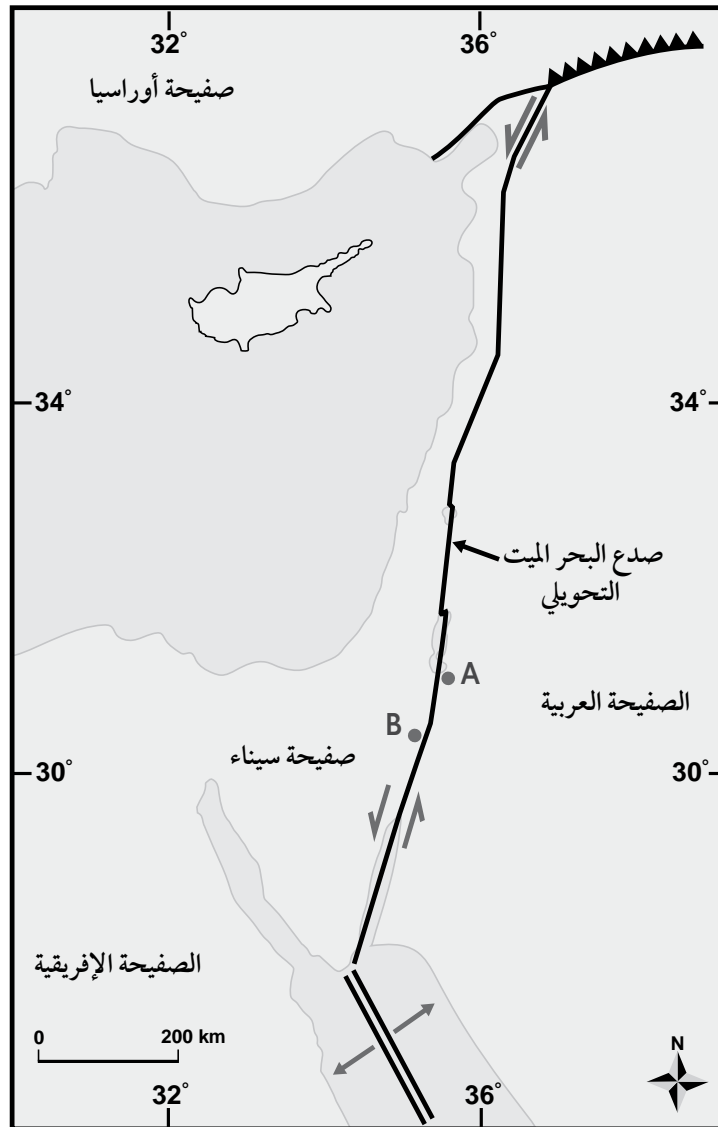 32°
36°
صفيحة أوراسيا
34°
34°
صدع البحر الميت
التحويلي
A
الصفيحة العربية
B
صفيحة سيناء
30°
30°
الصفيحة الإفريقية
0
200 km
N
32°
36°